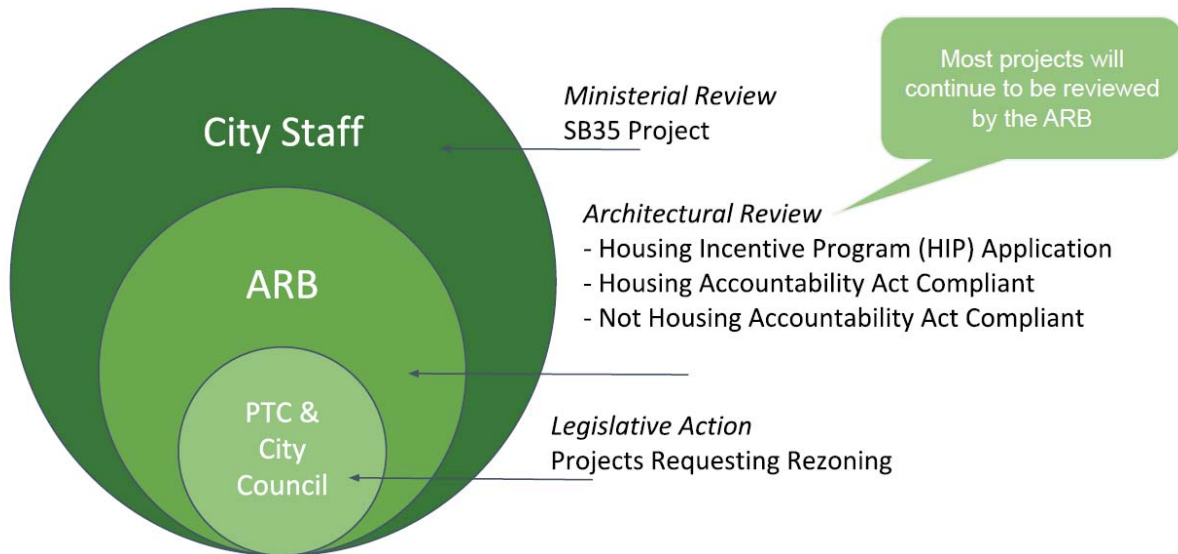 City Staff
ARB
PTC &
City
Council
Ministerial Review
SB35 Project
Most projects will
continue to be reviewed
by the ARB
Architectural Review
- Housing Incentive Program (HIP) Application
- Housing Accountability Act Compliant
- Not Housing Accountability Act Compliant
Legislative Action
Projects Requesting Rezoning